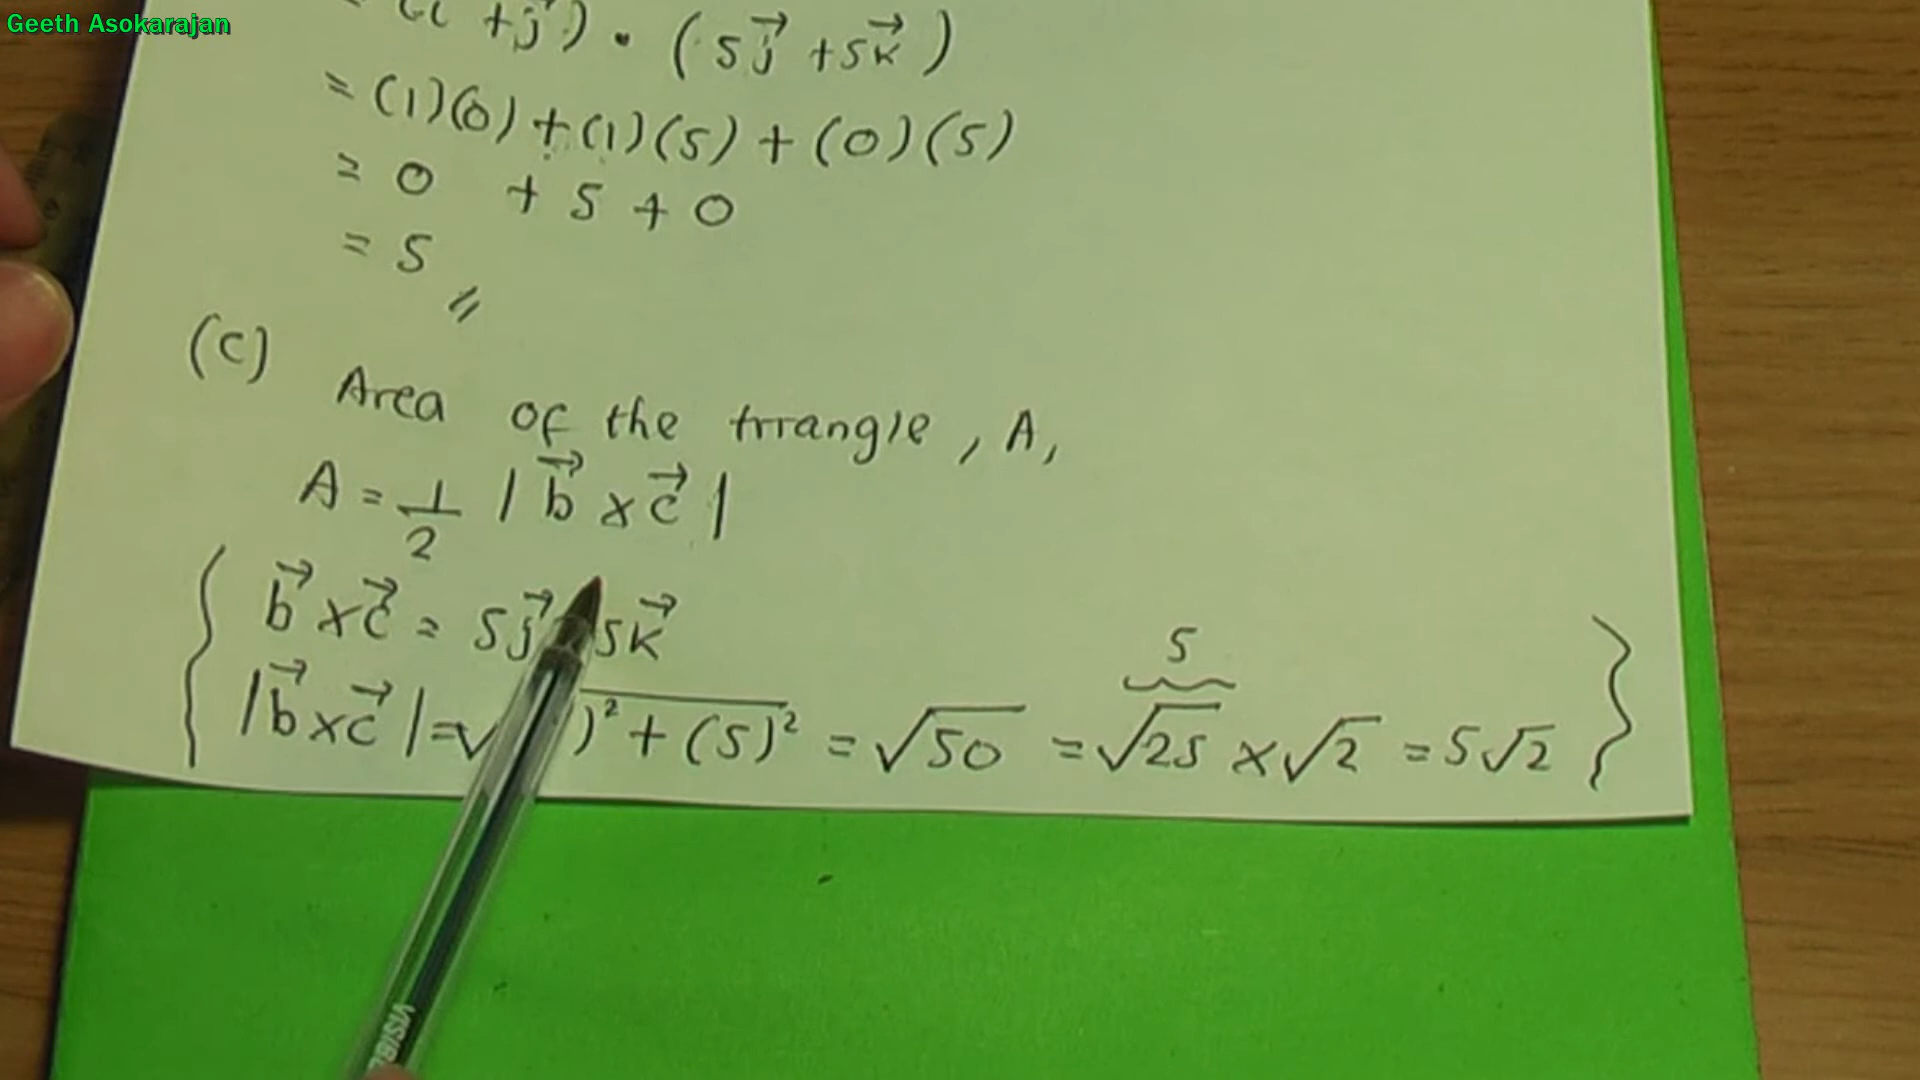 Geeth Asokarajan
+j⃗) • (5j⃗ +5k⃗)
= (1)(0) + (1)(5) + (0)(5)
= 0 + 5 + 0
= 5 //
(C)
Area of the triangle, A,
A = 1/2 |b⃗ × c⃗|
b⃗ × c⃗ = 5j⃗ 5k⃗
|b⃗ × c⃗| = √ )² + (5)² = √50 = √25 × √2 = 5√2
5
VISIBL